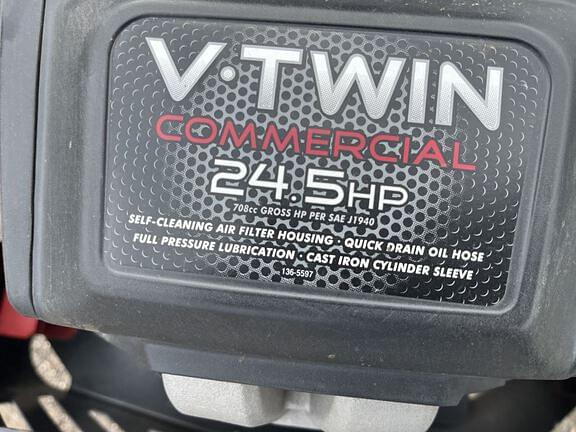 V·TWIN
COMMERCIAL
24.5HP
708cc GROSS HP PER SAE J1940
SELF-CLEANING AIR FILTER HOUSING · QUICK DRAIN OIL HOSE
FULL PRESSURE LUBRICATION · CAST IRON CYLINDER SLEEVE
136-5597